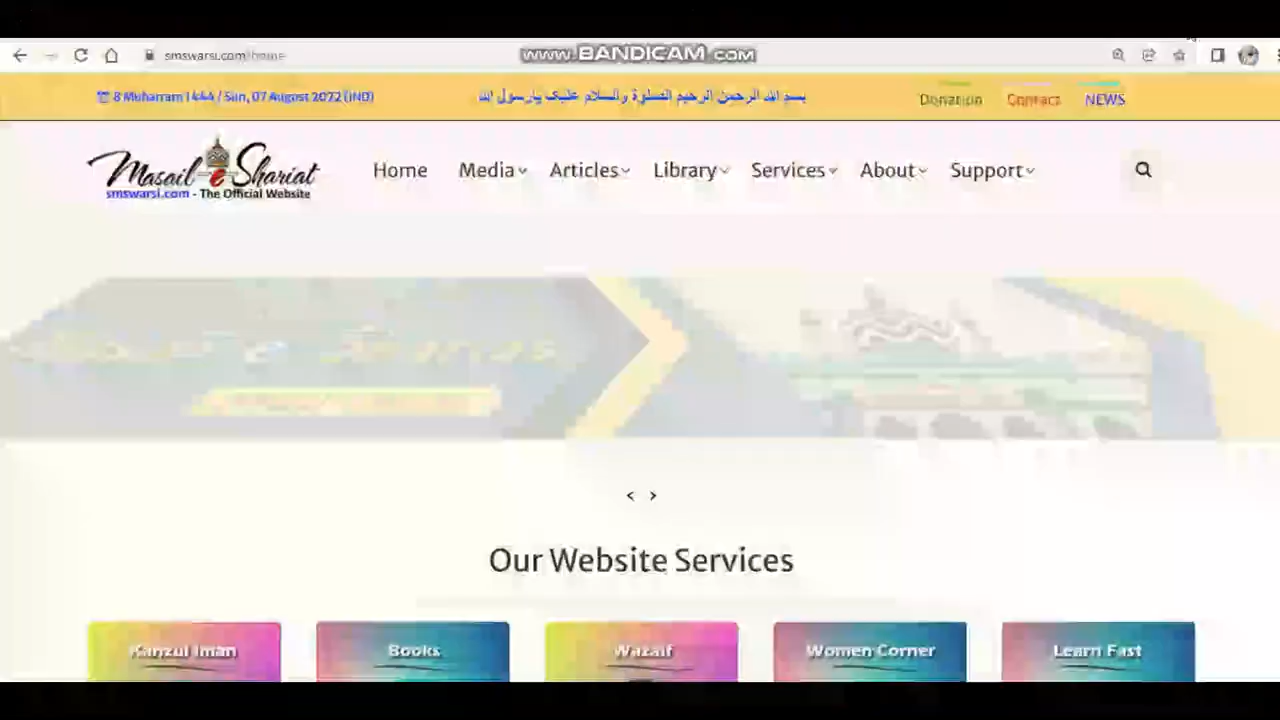 smswarsi.com/home
www.BANDICAM.com
8 Muharram 1444 / Sun, 07 August 2022 (IND)
بسم الله الرحمن الرحيم الصلوة والسلام عليك يارسول الله
Donation Contact NEWS
Masail e Shariat
smswarsi.com - The Official Website
Home Media Articles Library Services About Support
Our Website Services
Kanzul Iman Books Wazaif Women Corner Learn Fast